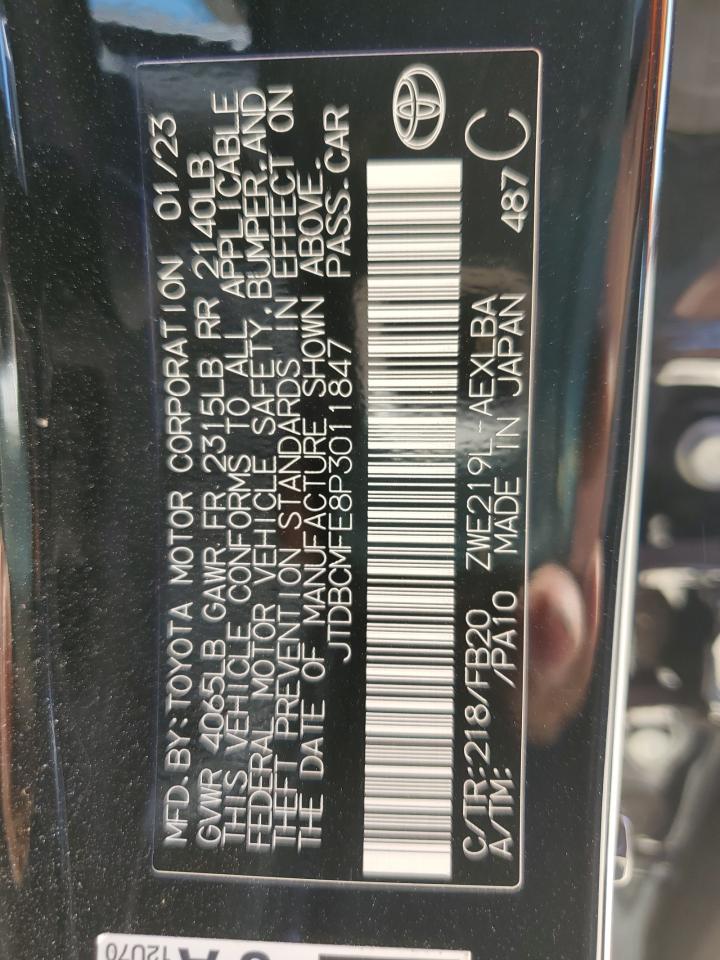 MFD.BY:TOYOTA MOTOR CORPORATION 01/23
GVWR 4065LB GAWR FR 2315LB RR 2140LB
THIS VEHICLE CONFORMS TO ALL APPLICABLE
FEDERAL MOTOR VEHICLE SAFETY,BUMPER,AND
THEFT PREVENTION STANDARDS IN EFFECT ON
THE DATE OF MANUFACTURE SHOWN ABOVE.
JTDBCMFE8P3011847 PASS.CAR
C/TR:218/FB20 ZWE219L-AEXLBA C
A/TM: /PA10 MADE IN JAPAN 487
12070